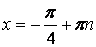 x = −π/4 + πn